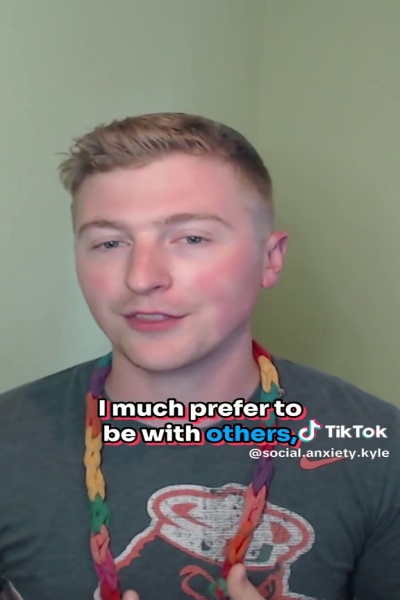 I much prefer to
be with others,
TikTok
@social.anxiety.kyle